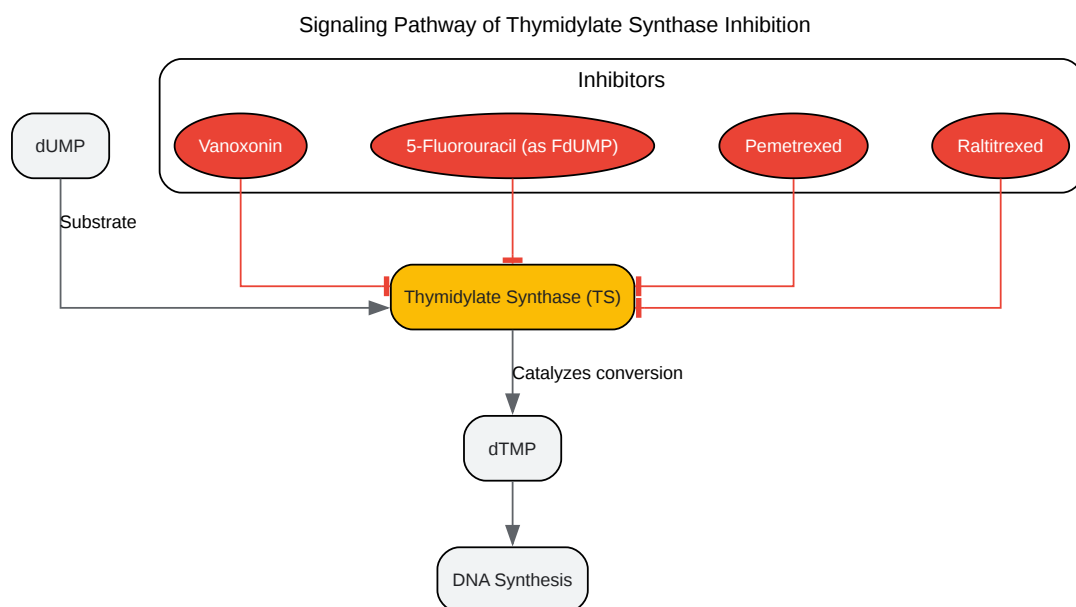 Signaling Pathway of Thymidylate Synthase Inhibition
Inhibitors
dUMP
Vanoxonin
5-Fluorouracil (as FdUMP)
Pemetrexed
Raltitrexed
Substrate
Thymidylate Synthase (TS)
Catalyzes conversion
dTMP
DNA Synthesis